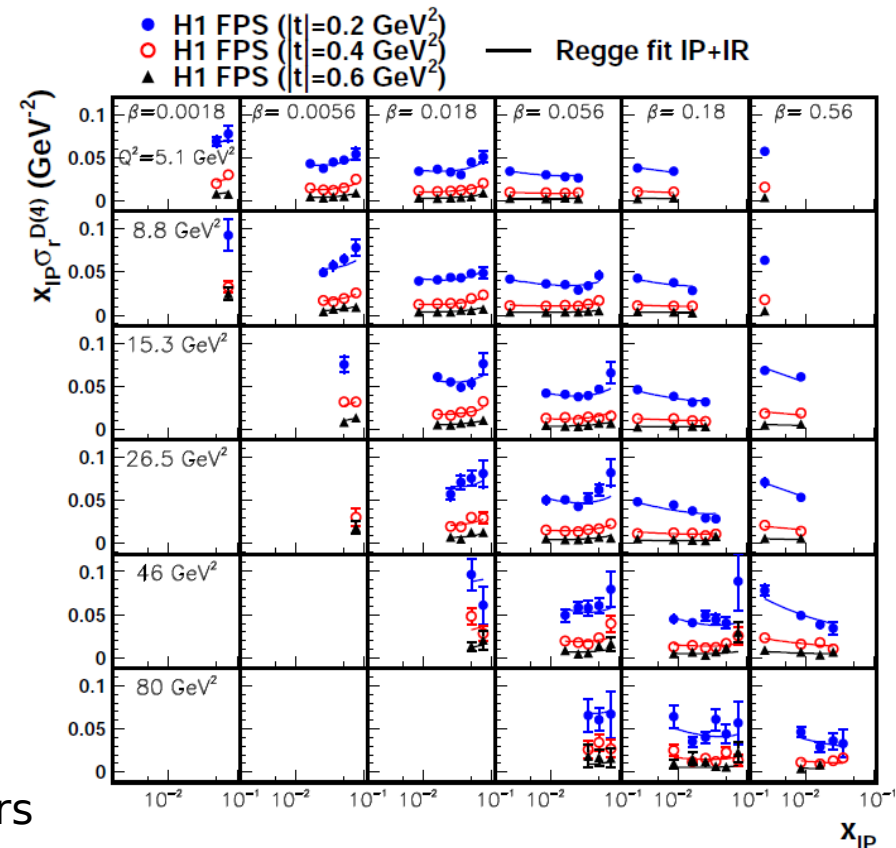 H1 FPS (|t|=0.2 GeV²)
H1 FPS (|t|=0.4 GeV²)
H1 FPS (|t|=0.6 GeV²)
Regge fit IP+IR
x_IP σ_r^D(4) (GeV⁻²)
β=0.0018 β=0.0056 β=0.018 β=0.056 β=0.18 β=0.56
Q²=5.1 GeV²
8.8 GeV²
15.3 GeV²
26.5 GeV²
46 GeV²
80 GeV²
0.1
0.05
0
0.1
0.05
0
0.1
0.05
0
0.1
0.05
0
0.1
0.05
0
0.1
0.05
0
10⁻² 10⁻¹ 10⁻² 10⁻¹ 10⁻² 10⁻¹ 10⁻² 10⁻¹ 10⁻² 10⁻¹ 10⁻² 10⁻¹
rs
x_IP